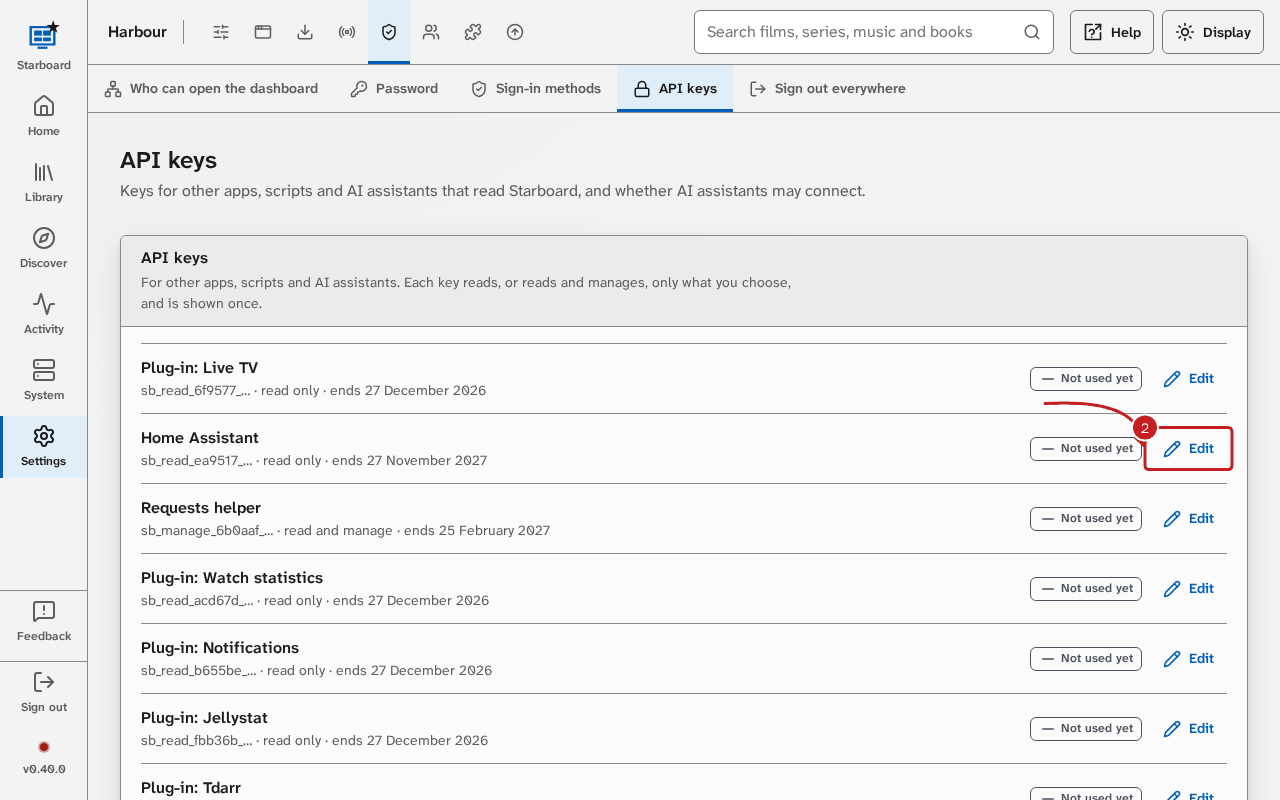 Starboard
Home
Library
Discover
Activity
System
Settings
Feedback
Sign out
v0.40.0
Harbour
Search films, series, music and books
Help
Display
Who can open the dashboard
Password
Sign-in methods
API keys
Sign out everywhere
API keys
Keys for other apps, scripts and AI assistants that read Starboard, and whether AI assistants may connect.
API keys
For other apps, scripts and AI assistants. Each key reads, or reads and manages, only what you choose,
and is shown once.
Plug-in: Live TV
sb_read_6f9577_… · read only · ends 27 December 2026
— Not used yet
Edit
2
Home Assistant
sb_read_ea9517_… · read only · ends 27 November 2027
— Not used yet
Edit
Requests helper
sb_manage_6b0aaf_… · read and manage · ends 25 February 2027
— Not used yet
Edit
Plug-in: Watch statistics
sb_read_acd67d_… · read only · ends 27 December 2026
— Not used yet
Edit
Plug-in: Notifications
sb_read_b655be_… · read only · ends 27 December 2026
— Not used yet
Edit
Plug-in: Jellystat
sb_read_fbb36b_… · read only · ends 27 December 2026
— Not used yet
Edit
Plug-in: Tdarr
— Not used yet
Edit